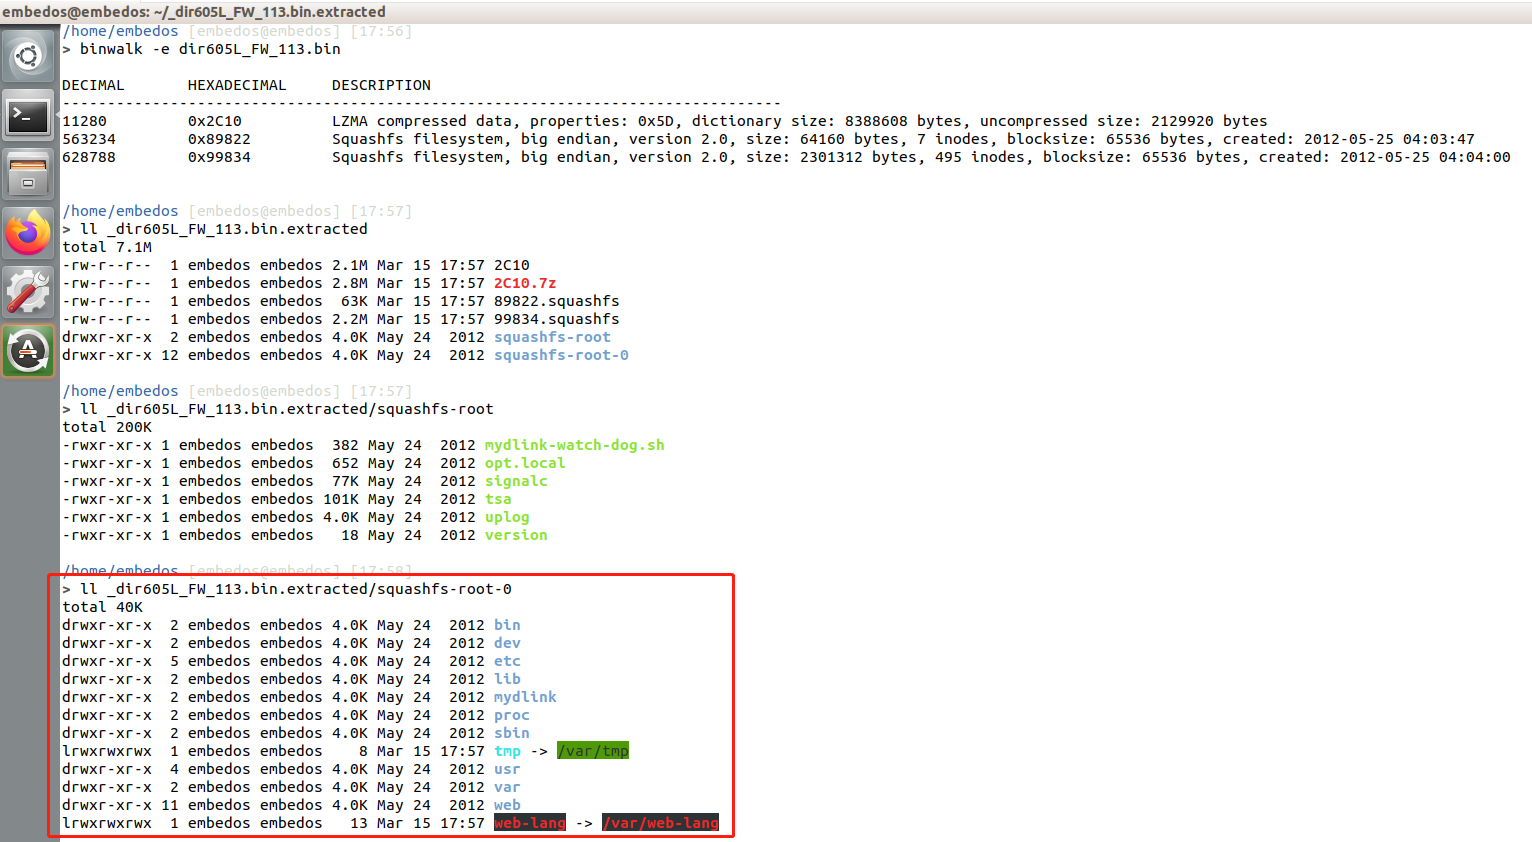 embedos@embedos: ~/_dir605L_FW_113.bin.extracted
/home/embedos [embedos@embedos] [17:56]
> binwalk -e dir605L_FW_113.bin
DECIMAL       HEXADECIMAL     DESCRIPTION
--------------------------------------------------------------------------------
11280         0x2C10          LZMA compressed data, properties: 0x5D, dictionary size: 8388608 bytes, uncompressed size: 2129920 bytes
563234        0x89822         Squashfs filesystem, big endian, version 2.0, size: 64160 bytes, 7 inodes, blocksize: 65536 bytes, created: 2012-05-25 04:03:47
628788        0x99834         Squashfs filesystem, big endian, version 2.0, size: 2301312 bytes, 495 inodes, blocksize: 65536 bytes, created: 2012-05-25 04:04:00
/home/embedos [embedos@embedos] [17:57]
> ll _dir605L_FW_113.bin.extracted
total 7.1M
-rw-r--r--  1 embedos embedos 2.1M Mar 15 17:57 2C10
-rw-r--r--  1 embedos embedos 2.8M Mar 15 17:57 2C10.7z
-rw-r--r--  1 embedos embedos  63K Mar 15 17:57 89822.squashfs
-rw-r--r--  1 embedos embedos 2.2M Mar 15 17:57 99834.squashfs
drwxr-xr-x  2 embedos embedos 4.0K May 24  2012 squashfs-root
drwxr-xr-x 12 embedos embedos 4.0K May 24  2012 squashfs-root-0
/home/embedos [embedos@embedos] [17:57]
> ll _dir605L_FW_113.bin.extracted/squashfs-root
total 200K
-rwxr-xr-x 1 embedos embedos  382 May 24  2012 mydlink-watch-dog.sh
-rwxr-xr-x 1 embedos embedos  652 May 24  2012 opt.local
-rwxr-xr-x 1 embedos embedos  77K May 24  2012 signalc
-rwxr-xr-x 1 embedos embedos 101K May 24  2012 tsa
-rwxr-xr-x 1 embedos embedos 4.0K May 24  2012 uplog
-rwxr-xr-x 1 embedos embedos   18 May 24  2012 version
/home/embedos [embedos@embedos] [17:58]
> ll _dir605L_FW_113.bin.extracted/squashfs-root-0
total 40K
drwxr-xr-x  2 embedos embedos 4.0K May 24  2012 bin
drwxr-xr-x  2 embedos embedos 4.0K May 24  2012 dev
drwxr-xr-x  5 embedos embedos 4.0K May 24  2012 etc
drwxr-xr-x  2 embedos embedos 4.0K May 24  2012 lib
drwxr-xr-x  2 embedos embedos 4.0K May 24  2012 mydlink
drwxr-xr-x  2 embedos embedos 4.0K May 24  2012 proc
drwxr-xr-x  2 embedos embedos 4.0K May 24  2012 sbin
lrwxrwxrwx  1 embedos embedos    8 Mar 15 17:57 tmp -> /var/tmp
drwxr-xr-x  4 embedos embedos 4.0K May 24  2012 usr
drwxr-xr-x  2 embedos embedos 4.0K May 24  2012 var
drwxr-xr-x 11 embedos embedos 4.0K May 24  2012 web
lrwxrwxrwx  1 embedos embedos   13 Mar 15 17:57 web-lang -> /var/web-lang